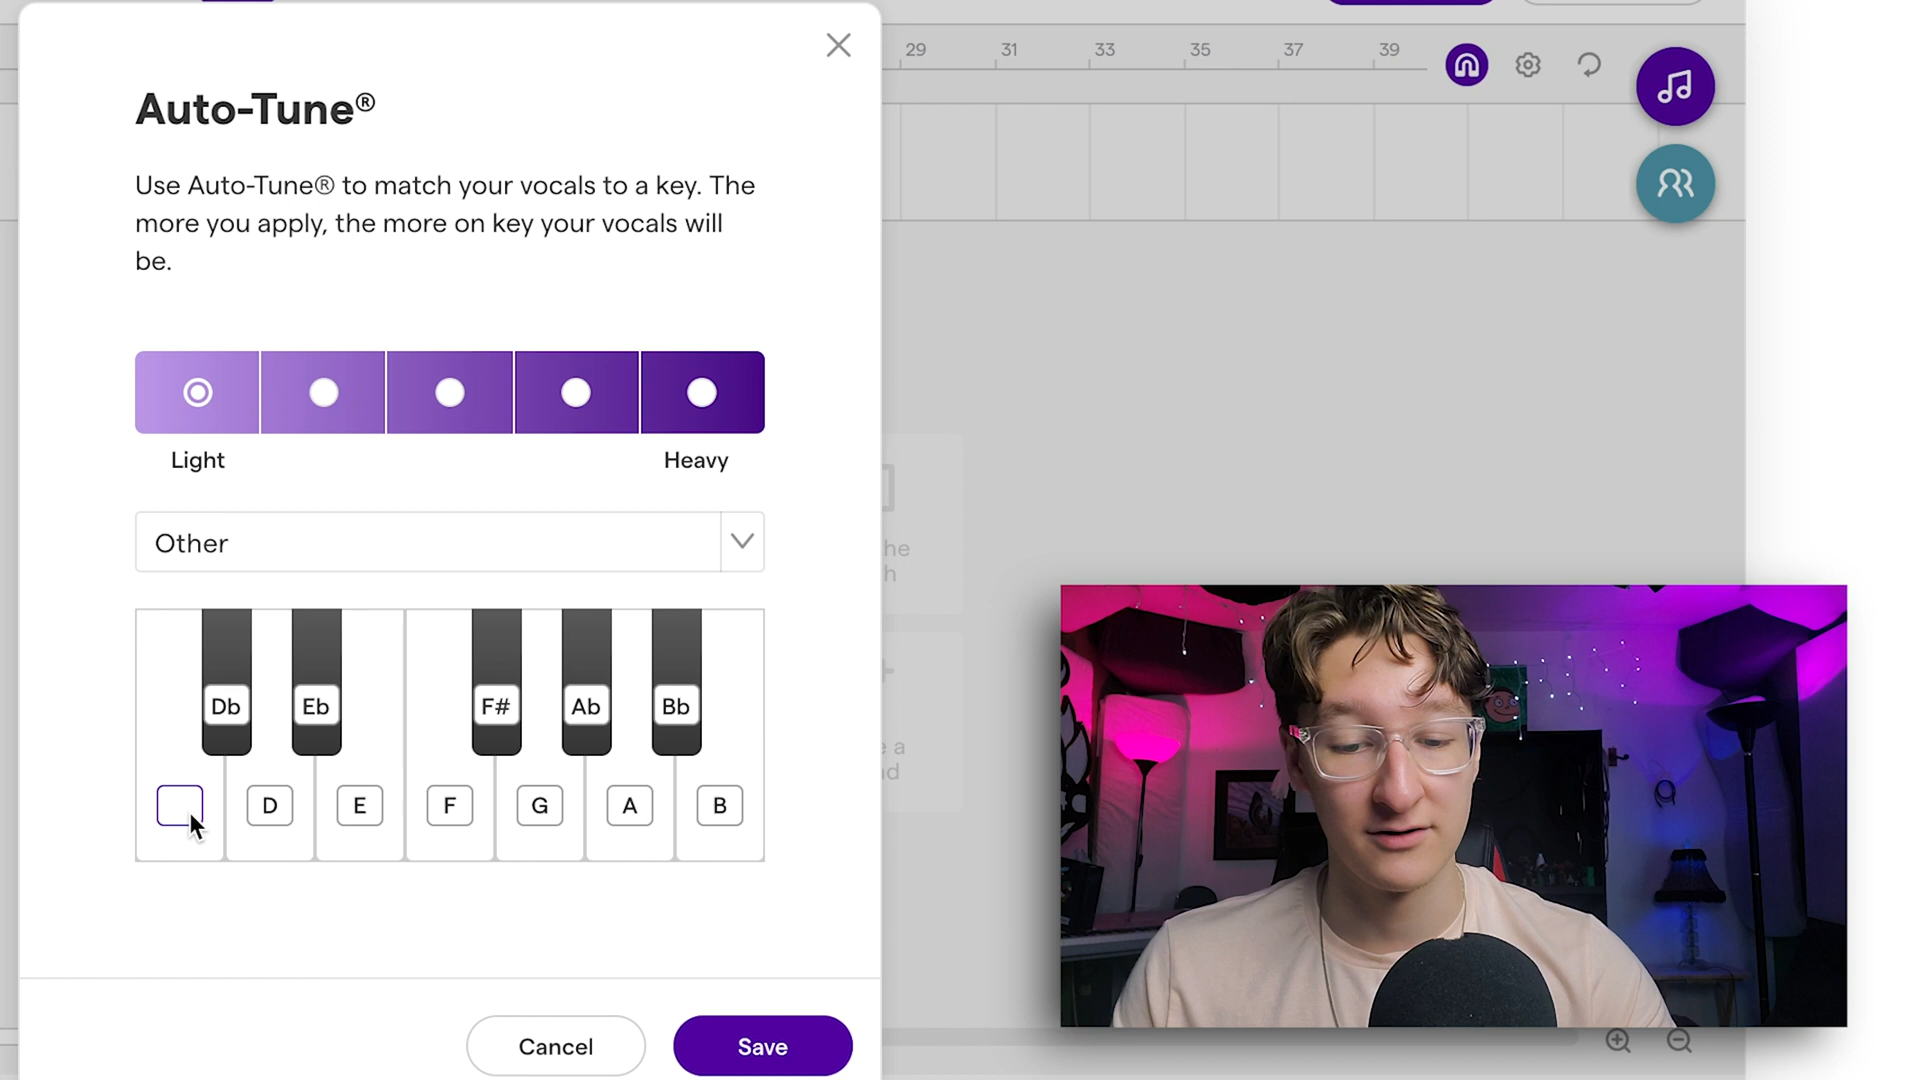 29 31 33 35 37 39
Auto-Tune®
Use Auto-Tune® to match your vocals to a key. The
more you apply, the more on key your vocals will
be.
Light Heavy
Other
he
h
Db Eb F# Ab Bb
e a
nd
D E F G A B
Cancel Save